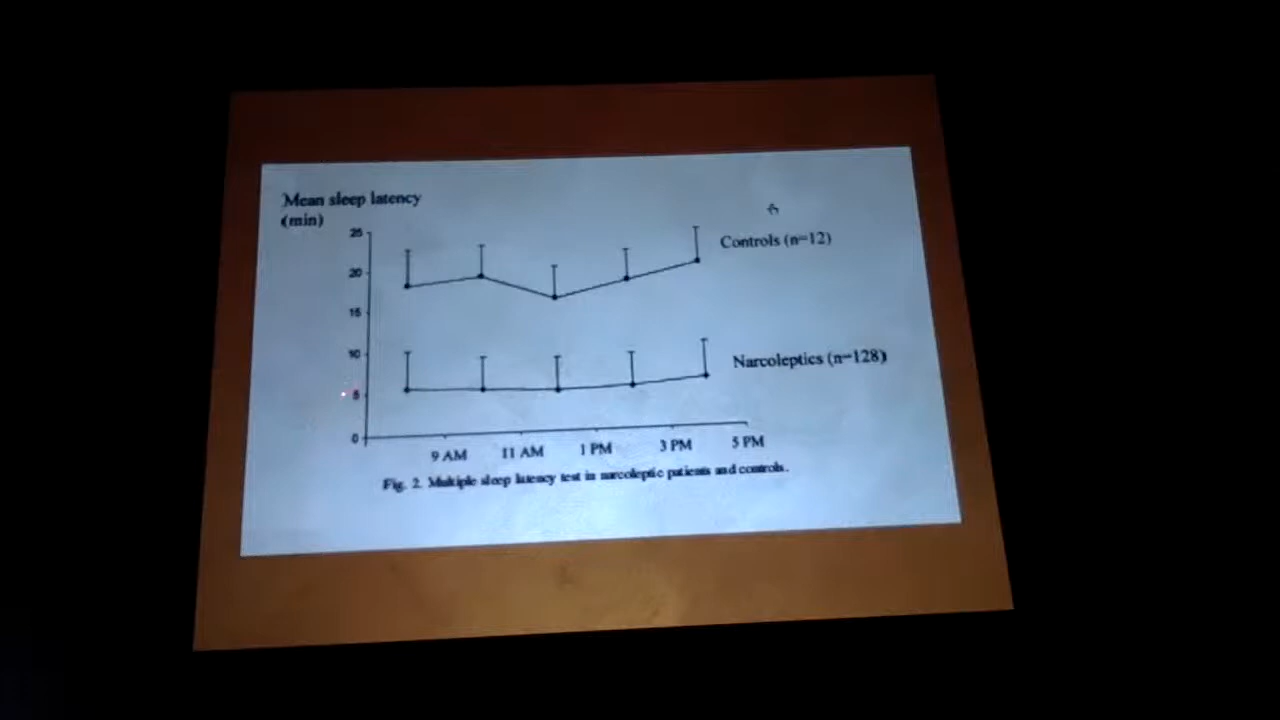 Mean sleep latency
(min)
25
20
15
10
5
0
Controls (n=12)
Narcoleptics (n=128)
9 AM 11 AM 1 PM 3 PM 5 PM
Fig. 2. Multiple sleep latency test in narcoleptic patients and controls.